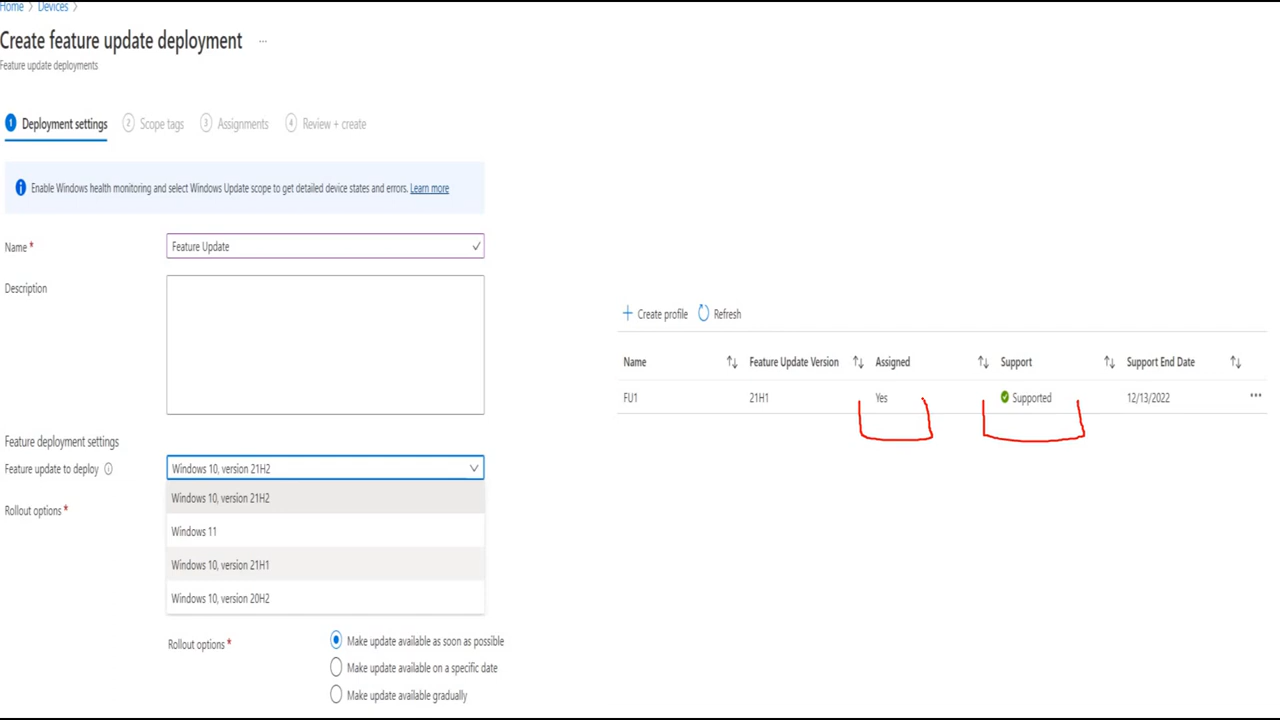 Home > Devices >
Create feature update deployment ...
Feature update deployments
1 Deployment settings 2 Scope tags 3 Assignments 4 Review + create
Enable Windows health monitoring and select Windows Update scope to get detailed device states and errors. Learn more
Name * Feature Update
Description
Feature deployment settings
Feature update to deploy Windows 10, version 21H2
Windows 10, version 21H2
Rollout options *
Windows 11
Windows 10, version 21H1
Windows 10, version 20H2
Rollout options * Make update available as soon as possible
Make update available on a specific date
Make update available gradually
+ Create profile Refresh
Name Feature Update Version Assigned Support Support End Date
FU1 21H1 Yes Supported 12/13/2022 ...